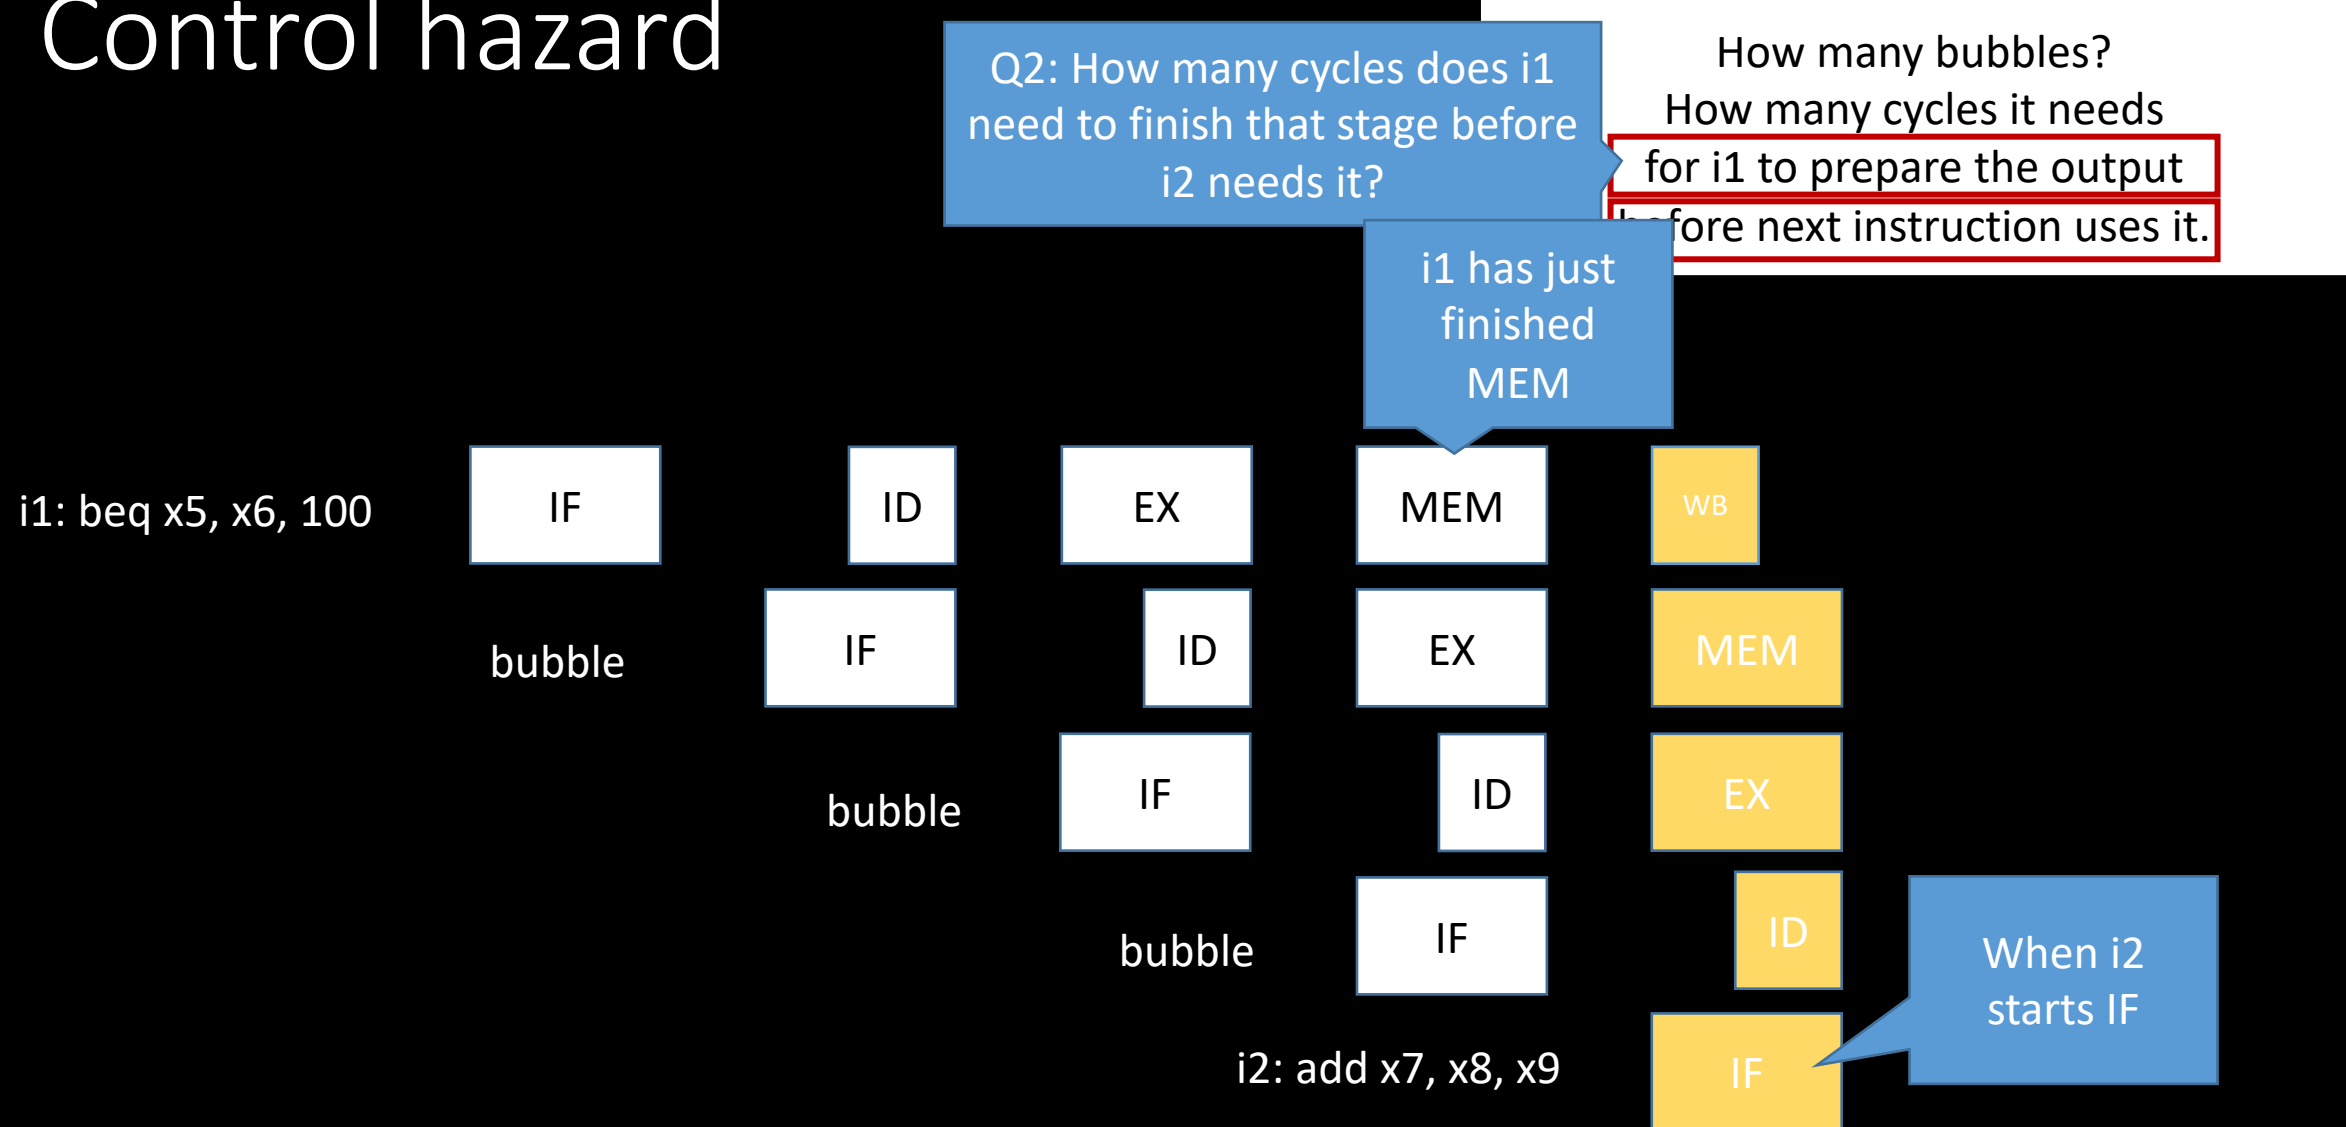 Control hazard
Q2: How many cycles does i1
need to finish that stage before
i2 needs it?
How many bubbles?
How many cycles it needs
for i1 to prepare the output
before next instruction uses it.
i1 has just
finished
MEM
i1: beq x5, x6, 100
IF
ID
EX
MEM
WB
bubble
IF
ID
EX
MEM
bubble
IF
ID
EX
bubble
IF
ID
When i2
starts IF
i2: add x7, x8, x9
IF